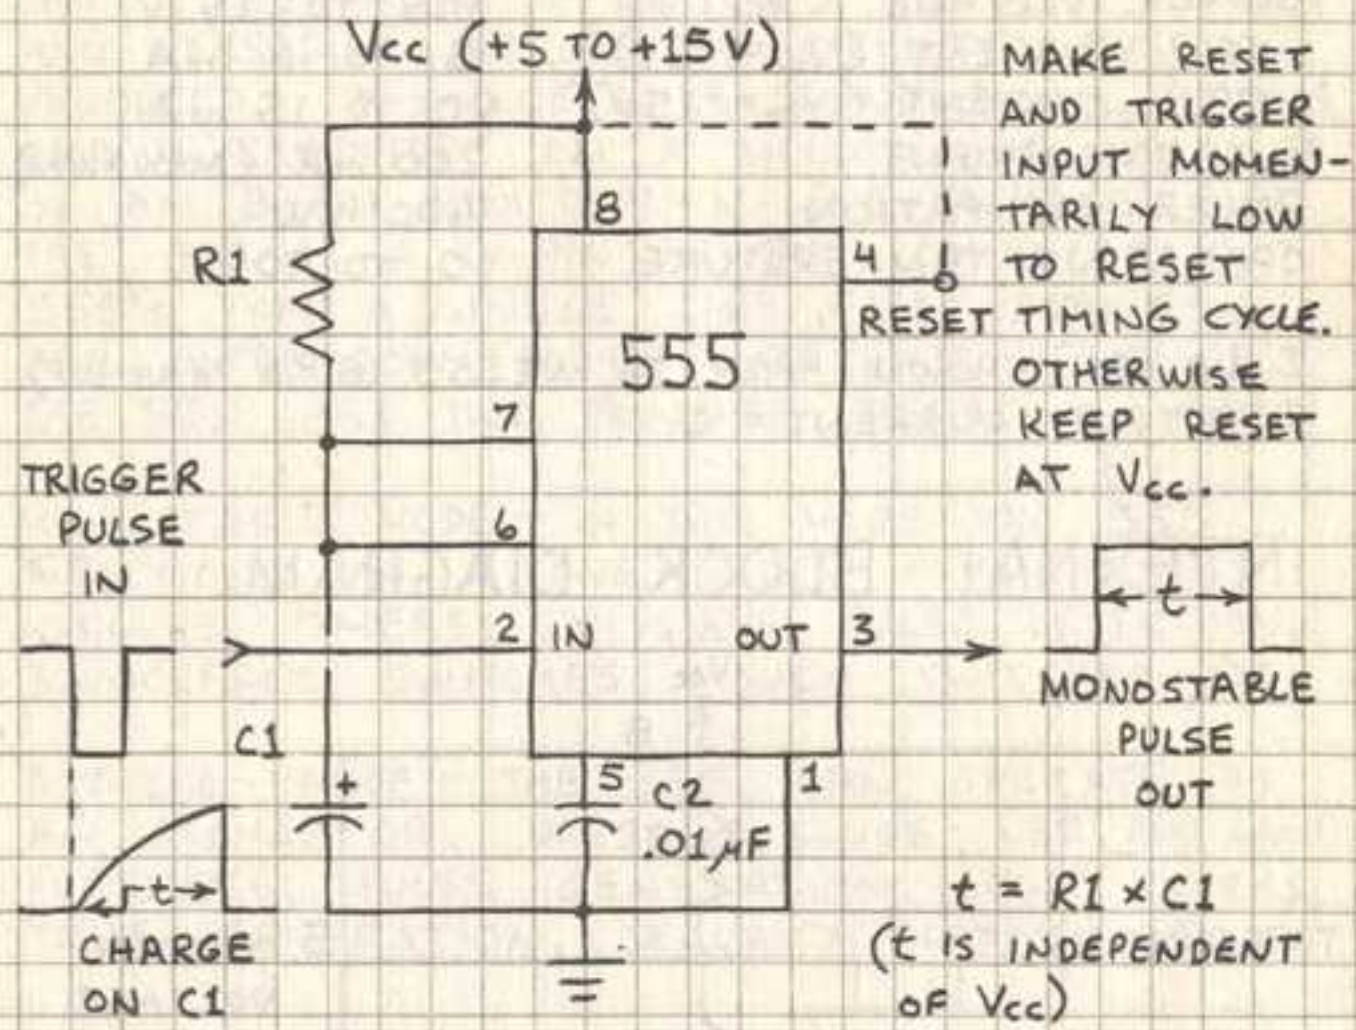 Vcc (+5 TO +15V)
MAKE RESET
AND TRIGGER
INPUT MOMEN-
TARILY LOW
TO RESET
TIMING CYCLE.
OTHERWISE
KEEP RESET
AT Vcc.
8
R1
4
RESET
555
7
TRIGGER
PULSE
IN
6
2
IN
OUT
3
t
MONOSTABLE
PULSE
OUT
C1
+
5
C2
.01µF
1
t
CHARGE
ON C1
t = R1 × C1
(t IS INDEPENDENT
OF Vcc)